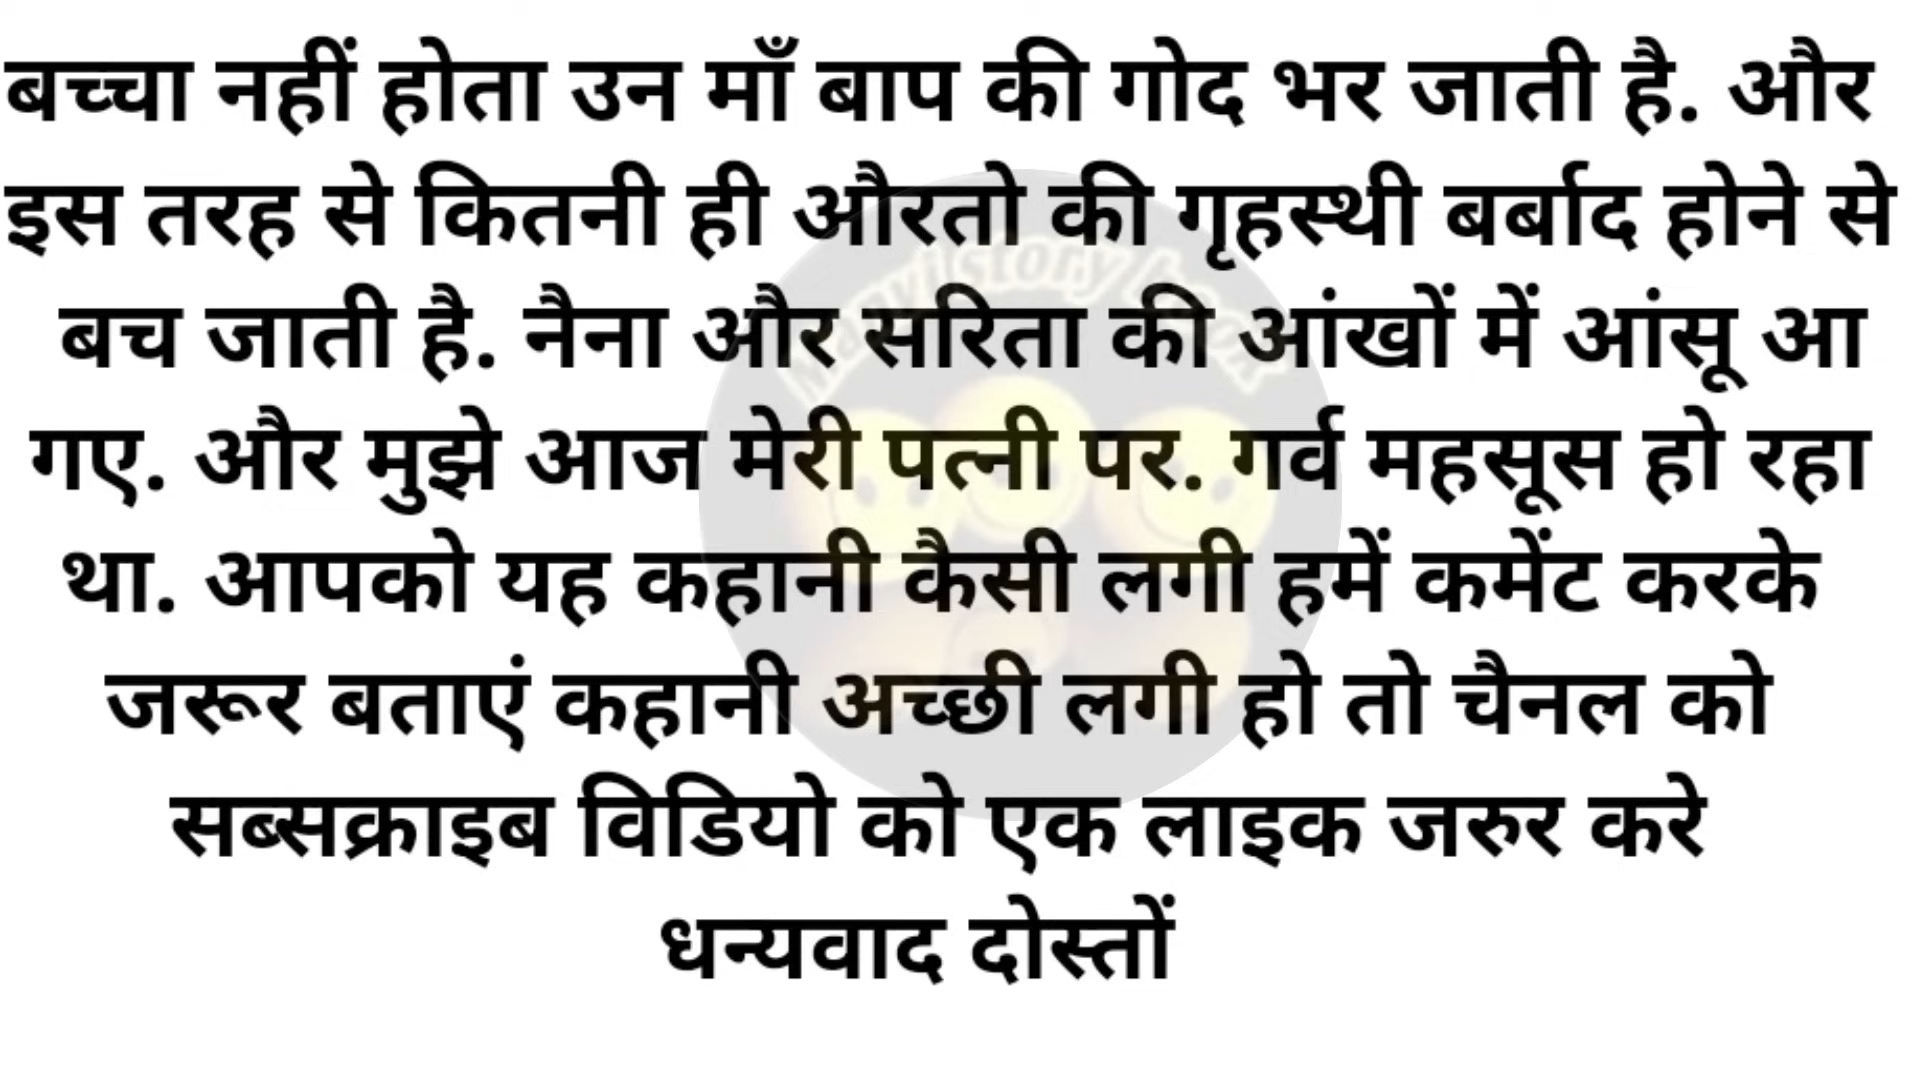 बच्चा नहीं होता उन माँ बाप की गोद भर जाती है. और
इस तरह से कितनी ही औरतो की गृहस्थी बर्बाद होने से
बच जाती है. नैना और सरिता की आंखों में आंसू आ
गए. और मुझे आज मेरी पत्नी पर. गर्व महसूस हो रहा
था. आपको यह कहानी कैसी लगी हमें कमेंट करके
जरूर बताएं कहानी अच्छी लगी हो तो चैनल को
सब्सक्राइब विडियो को एक लाइक जरुर करे
धन्यवाद दोस्तों